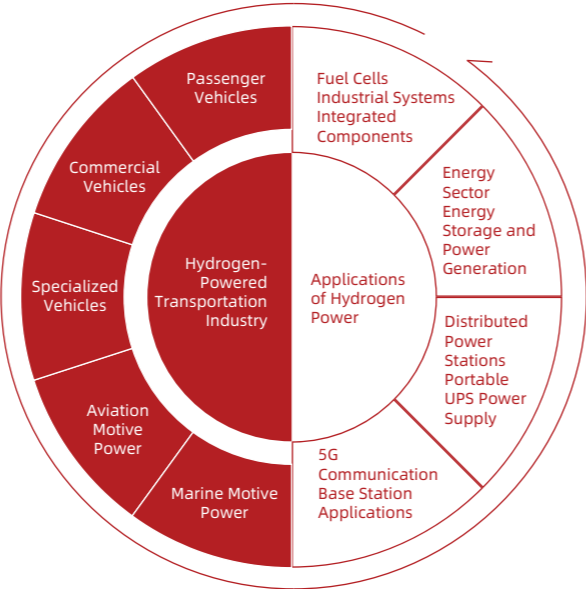 Passenger
Vehicles
Commercial
Vehicles
Specialized
Vehicles
Aviation
Motive
Power
Marine Motive
Power
Hydrogen-
Powered
Transportation
Industry
Applications
of Hydrogen
Power
Fuel Cells
Industrial Systems
Integrated
Components
Energy
Sector
Energy
Storage and
Power
Generation
Distributed
Power
Stations
Portable
UPS Power
Supply
5G
Communication
Base Station
Applications